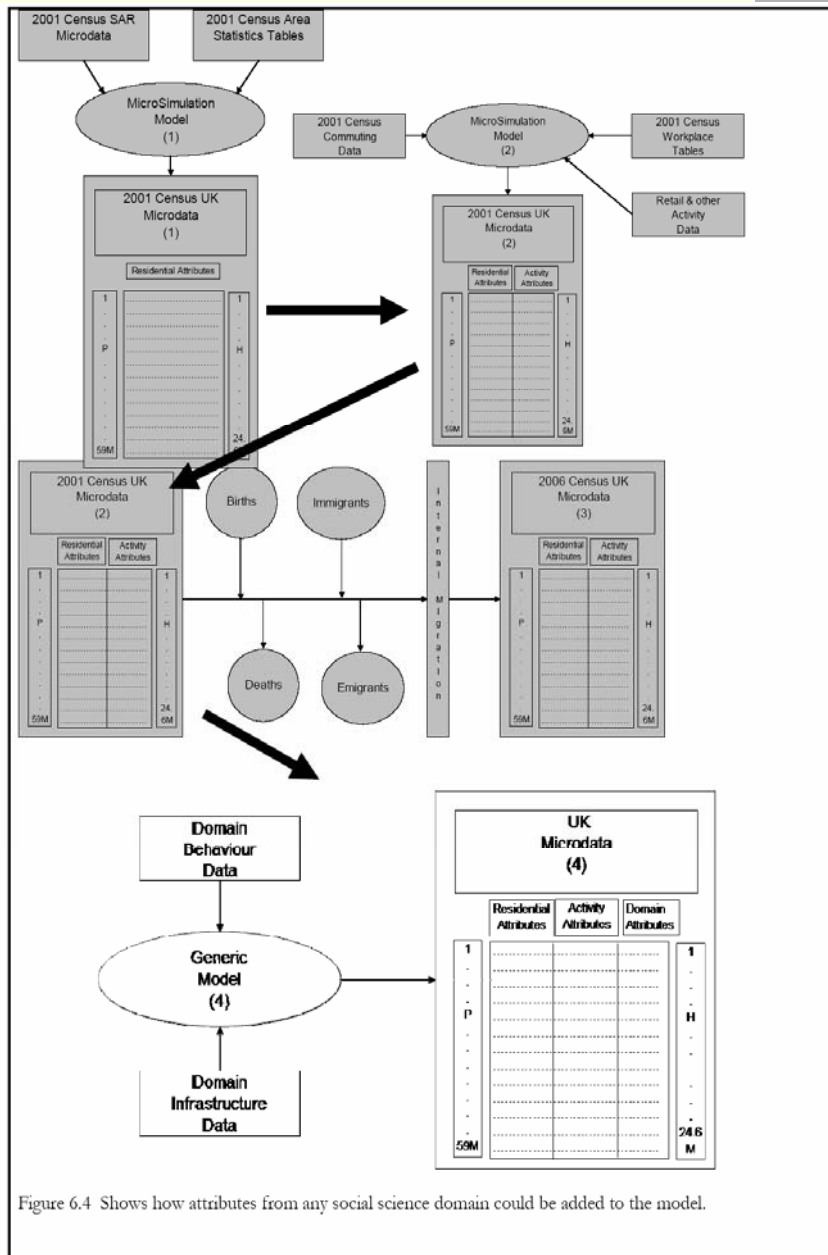 2001 Census SAR
Microdata
2001 Census Area
Statistics Tables
MicroSimulation
Model
(1)
2001 Census
Commuting
Data
MicroSimulation
Model
(2)
2001 Census
Workplace
Tables
Retail & other
Activity
Data
2001 Census UK
Microdata
(1)
Residential Attributes
1
P
59M
1
H
24.
2001 Census UK
Microdata
(2)
Residential
Attributes
Activity
Attributes
1
P
59M
1
H
24.
6M
2001 Census UK
Microdata
(2)
Residential
Attributes
Activity
Attributes
1
P
59M
1
H
24.
6M
Births
Immigrants
Deaths
Emigrants
Internal Migration
2006 Census UK
Microdata
(3)
Residential
Attributes
Activity
Attributes
1
P
59M
1
H
24.
6M
Domain
Behaviour
Data
Generic
Model
(4)
Domain
Infrastructure
Data
UK
Microdata
(4)
Residential
Attributes
Activity
Attributes
Domain
Attributes
1
P
59M
1
H
24.6
M
Figure 6.4 Shows how attributes from any social science domain could be added to the model.